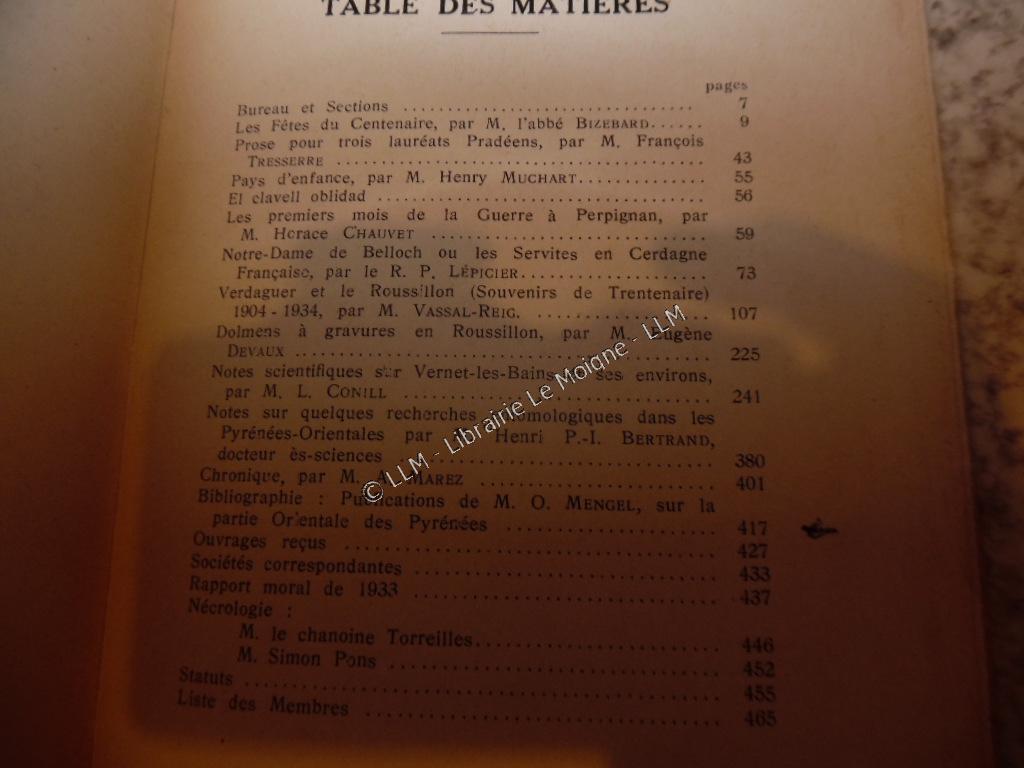 TABLE DES MATIÈRES
pages
Bureau et Sections ................................ 7
Les Fêtes du Centenaire, par M. l'abbé BIZEBARD...... 9
Prose pour trois lauréats Pradéens, par M. François
TRESSERRE ........................................ 43
Pays d'enfance, par M. Henry MUCHART.............. 55
El clavell oblidad .................................... 56
Les premiers mois de la Guerre à Perpignan, par
M. Horace CHAUVET .............................. 59
Notre-Dame de Belloch ou les Servites en Cerdagne
Française, par le R. P. LÉPICIER.................... 73
Verdaguer et le Roussillon (Souvenirs de Trentenaire)
1904 - 1934, par M. VASSAL-REIG. .................. 107
Dolmens à gravures en Roussillon, par M. Eugène
DEVAUX ............................................ 225
Notes scientifiques sur Vernet-les-Bains et ses environs,
par M. L. CONILL .................................. 241
Notes sur quelques recherches dans les
Pyrénées-Orientales par Henri P.-I. BERTRAND,
docteur ès-sciences .................................. 380
Chronique, par M. A. MAREZ ........................ 401
Bibliographie : Publications de M. O. MENGEL, sur la
partie Orientale des Pyrénées ...................... 417
Ouvrages reçus ...................................... 427
Sociétés correspondantes .............................. 433
Rapport moral de 1933 .............................. 437
Nécrologie :
M. le chanoine Torreilles.......................... 446
M. Simon Pons .................................... 452
Statuts .............................................. 455
Liste des Membres .................................. 465
© LLM - Librairie Le Moigne - LLM